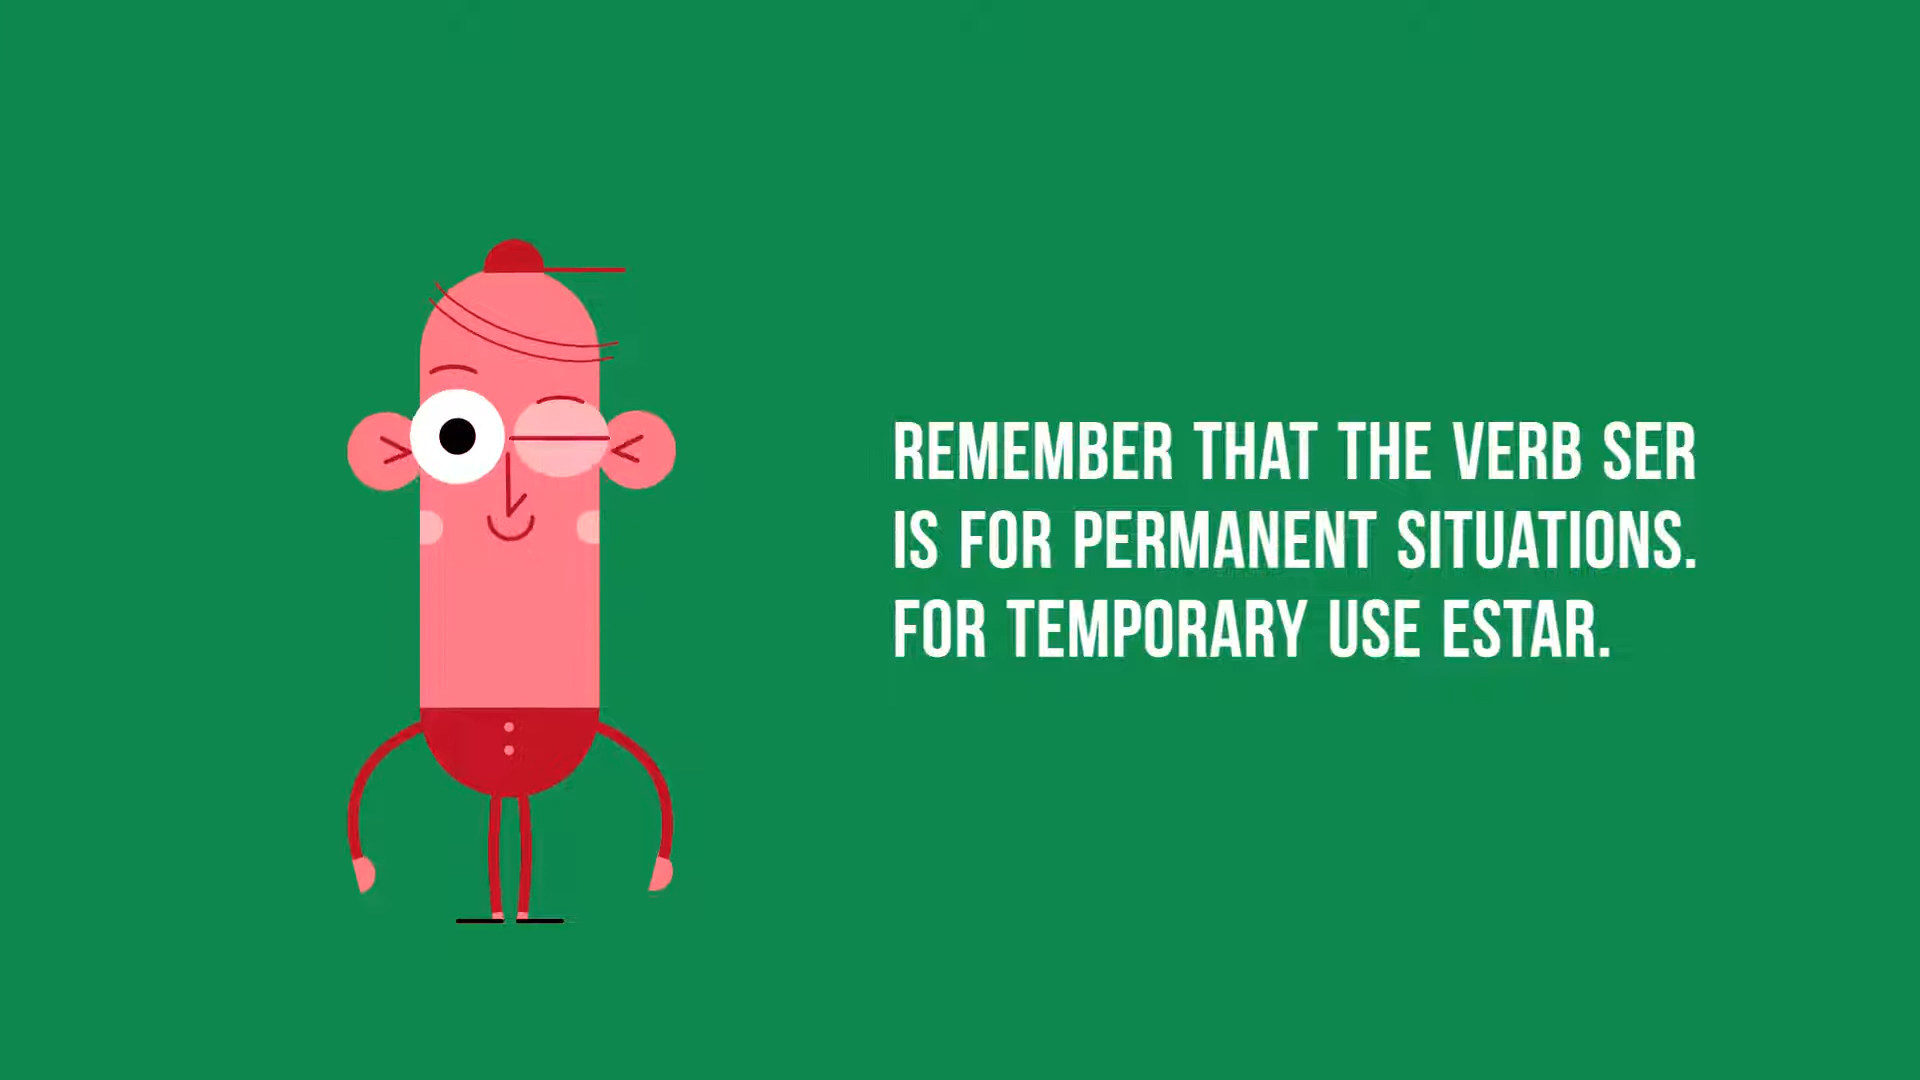 REMEMBER THAT THE VERB SER
IS FOR PERMANENT SITUATIONS.
FOR TEMPORARY USE ESTAR.